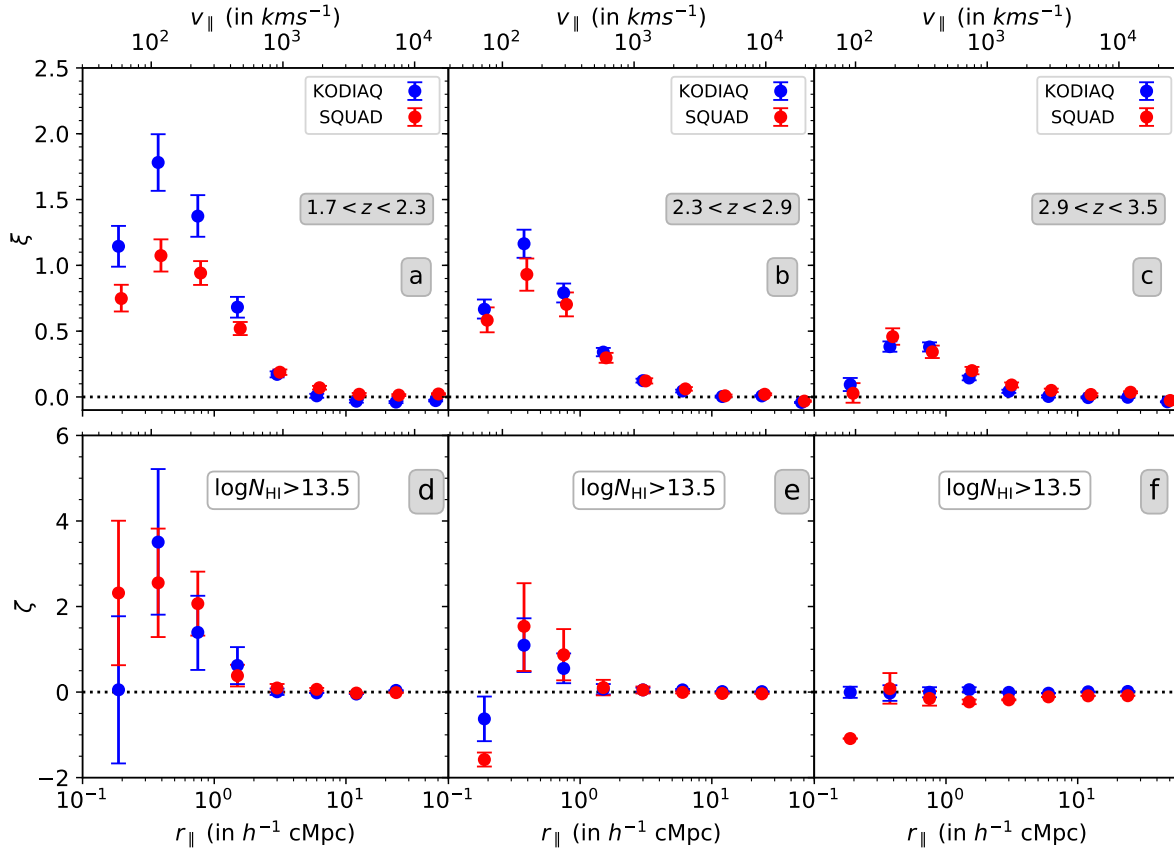 v∥ (in kms⁻¹) v∥ (in kms⁻¹) v∥ (in kms⁻¹)
10² 10³ 10⁴ 10² 10³ 10⁴ 10² 10³ 10⁴
2.5
2.0
1.5
1.0
0.5
0.0
ξ
KODIAQ
SQUAD
1.7 < z < 2.3
a
KODIAQ
SQUAD
2.3 < z < 2.9
b
KODIAQ
SQUAD
2.9 < z < 3.5
c
6
4
2
0
−2
ζ
logN_HI>13.5
d
logN_HI>13.5
e
logN_HI>13.5
f
10⁻¹ 10⁰ 10¹ 10⁻¹ 10⁰ 10¹ 10⁻¹ 10⁰ 10¹
r∥ (in h⁻¹ cMpc) r∥ (in h⁻¹ cMpc) r∥ (in h⁻¹ cMpc)